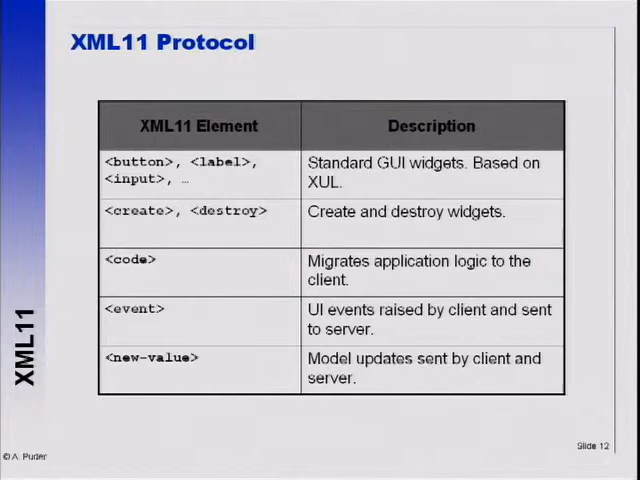 XML11 Protocol
XML11 Element Description
<button>, <label>, Standard GUI widgets. Based on
<input>, … XUL.
<create>, <destroy> Create and destroy widgets.
<code> Migrates application logic to the
client.
<event> UI events raised by client and sent
to server.
<new-value> Model updates sent by client and
server.
XML11
Slide 12
© A. Puder